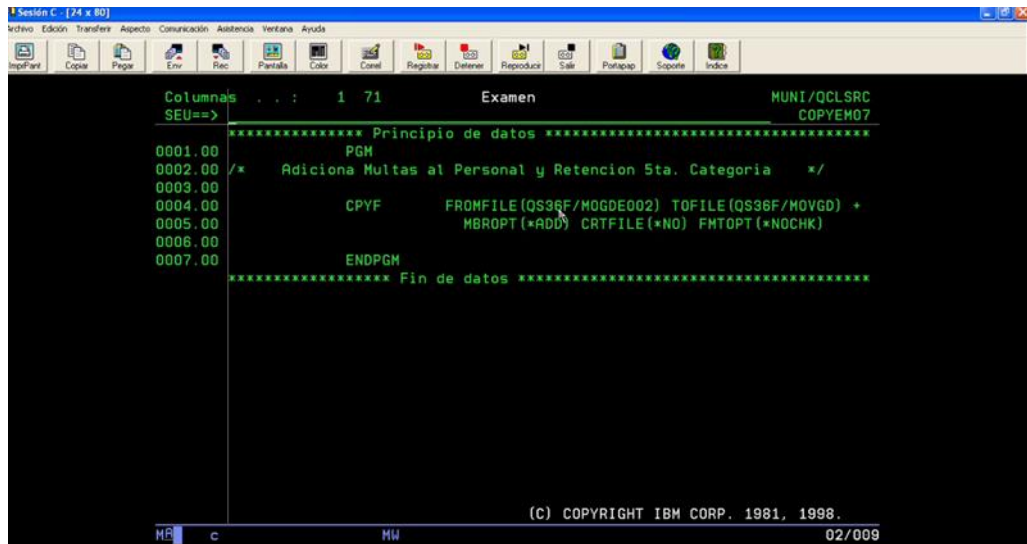 Sesión C - [24 x 80]
Archivo Edición Transferir Aspecto Comunicación Asistencia Ventana Ayuda
ImprPant Copiar Pegar Env Rec Pantalla Color Correl Registrar Detener Reproducir Salir Portapap Soporte Indice
Columnas . . . : 1 71 Examen MUNI/QCLSRC
SEU==> COPYEM07
*************** Principio de datos ************************************
0001.00 PGM
0002.00 /* Adiciona Multas al Personal y Retencion 5ta. Categoria */
0003.00
0004.00 CPYF FROMFILE(QS36F/MOGDE002) TOFILE(QS36F/MOVGD) +
0005.00 MBROPT(*ADD) CRTFILE(*NO) FMTOPT(*NOCHK)
0006.00
0007.00 ENDPGM
****************** Fin de datos ***************************************
(C) COPYRIGHT IBM CORP. 1981, 1998.
MA c MW 02/009